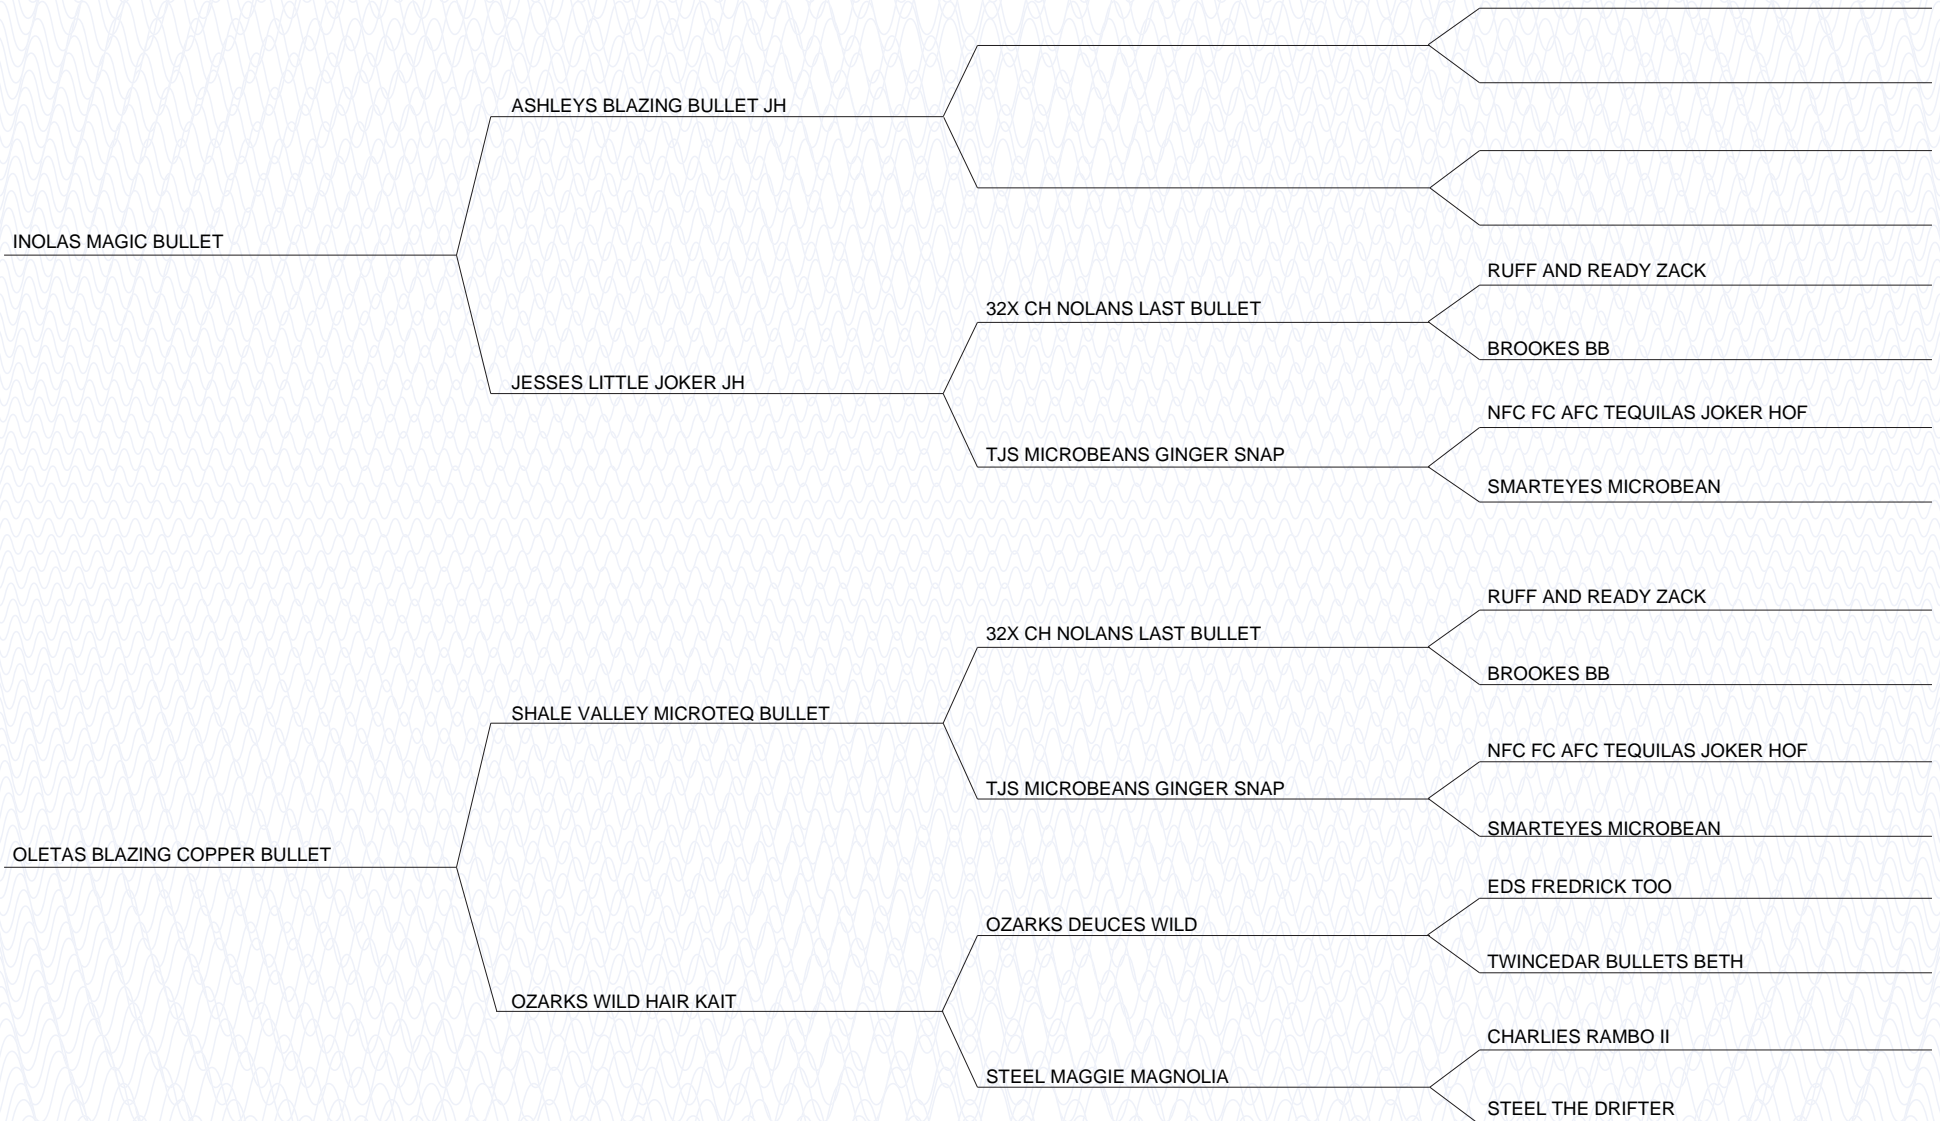 ASHLEYS BLAZING BULLET JH
INOLAS MAGIC BULLET
RUFF AND READY ZACK
32X CH NOLANS LAST BULLET
BROOKES BB
JESSES LITTLE JOKER JH
NFC FC AFC TEQUILAS JOKER HOF
TJS MICROBEANS GINGER SNAP
SMARTEYES MICROBEAN
RUFF AND READY ZACK
32X CH NOLANS LAST BULLET
BROOKES BB
SHALE VALLEY MICROTEQ BULLET
NFC FC AFC TEQUILAS JOKER HOF
TJS MICROBEANS GINGER SNAP
SMARTEYES MICROBEAN
OLETAS BLAZING COPPER BULLET
EDS FREDRICK TOO
OZARKS DEUCES WILD
TWINCEDAR BULLETS BETH
OZARKS WILD HAIR KAIT
CHARLIES RAMBO II
STEEL MAGGIE MAGNOLIA
STEEL THE DRIFTER